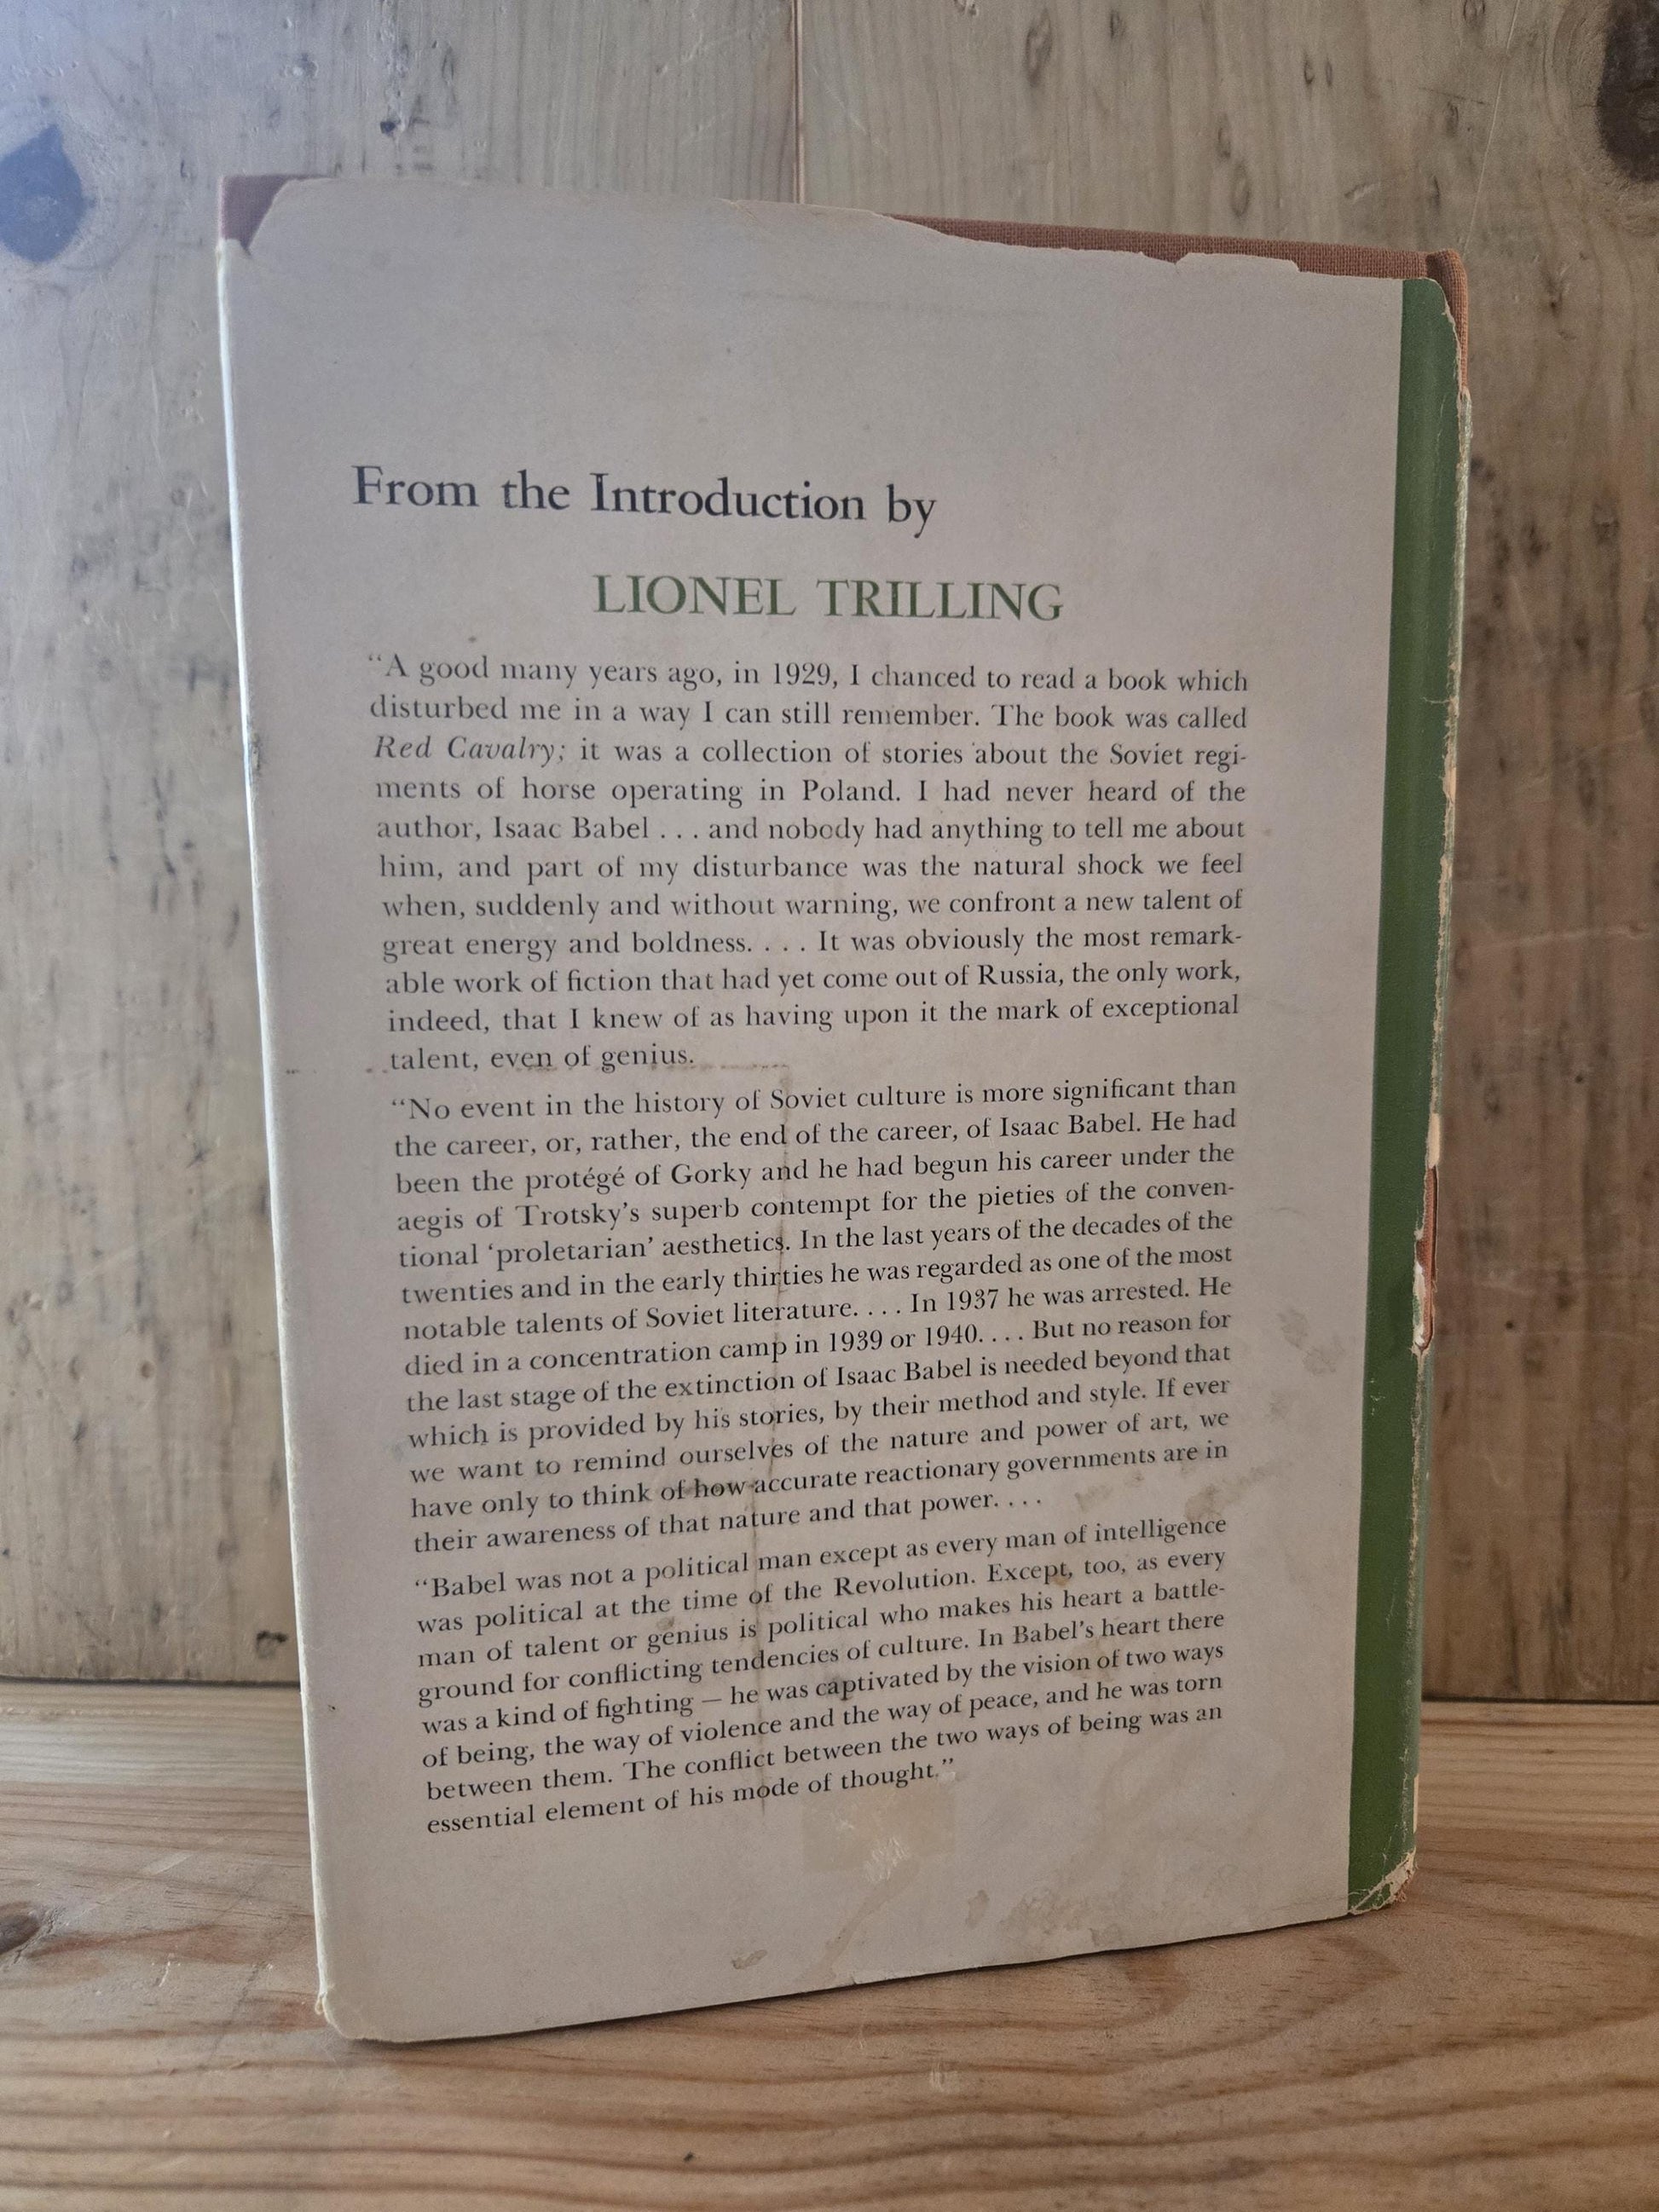 From the Introduction by
LIONEL TRILLING
“A good many years ago, in 1929, I chanced to read a book which
disturbed me in a way I can still remember. The book was called
Red Cavalry; it was a collection of stories about the Soviet regi-
ments of horse operating in Poland. I had never heard of the
author, Isaac Babel . . . and nobody had anything to tell me about
him, and part of my disturbance was the natural shock we feel
when, suddenly and without warning, we confront a new talent of
great energy and boldness. . . . It was obviously the most remark-
able work of fiction that had yet come out of Russia, the only work,
indeed, that I knew of as having upon it the mark of exceptional
talent, even of genius.
“No event in the history of Soviet culture is more significant than
the career, or, rather, the end of the career, of Isaac Babel. He had
been the protégé of Gorky and he had begun his career under the
aegis of Trotsky’s superb contempt for the pieties of the conven-
tional ‘proletarian’ aesthetics. In the last years of the decades of the
twenties and in the early thirties he was regarded as one of the most
notable talents of Soviet literature. . . . In 1937 he was arrested. He
died in a concentration camp in 1939 or 1940. . . . But no reason for
the last stage of the extinction of Isaac Babel is needed beyond that
which is provided by his stories, by their method and style. If ever
we want to remind ourselves of the nature and power of art, we
have only to think of how accurate reactionary governments are in
their awareness of that nature and that power. . . .
“Babel was not a political man except as every man of intelligence
was political at the time of the Revolution. Except, too, as every
man of talent or genius is political who makes his heart a battle-
ground for conflicting tendencies of culture. In Babel’s heart there
was a kind of fighting — he was captivated by the vision of two ways
of being, the way of violence and the way of peace, and he was torn
between them. The conflict between the two ways of being was an
essential element of his mode of thought.”